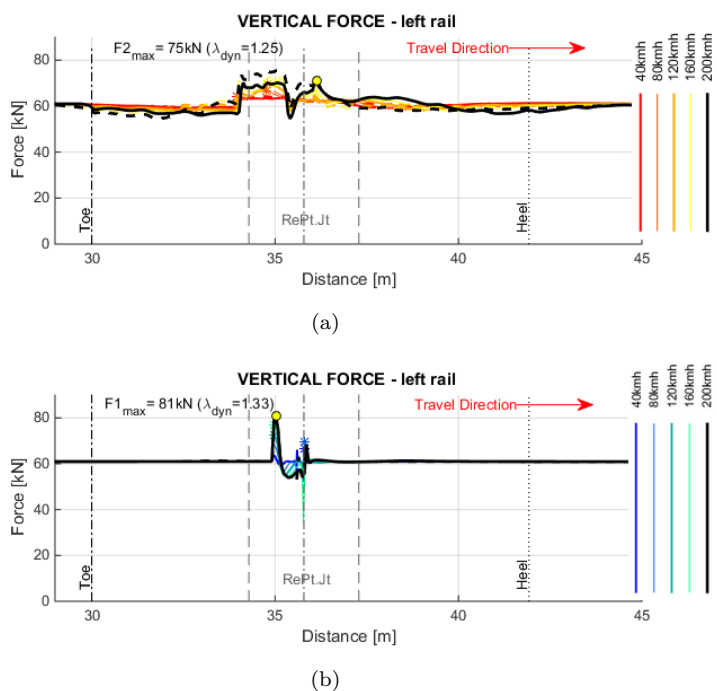 VERTICAL FORCE - left rail
F2max = 75kN (λdyn=1.25)
Travel Direction
40kmh
80kmh
120kmh
160kmh
200kmh
80
60
40
20
0
Force [kN]
Toe
RePt.Jt
Heel
30
35
40
45
Distance [m]
(a)
VERTICAL FORCE - left rail
F1max = 81kN (λdyn=1.33)
Travel Direction
40kmh
80kmh
120kmh
160kmh
200kmh
80
60
40
20
0
Force [kN]
Toe
RePt.Jt
Heel
30
35
40
45
Distance [m]
(b)